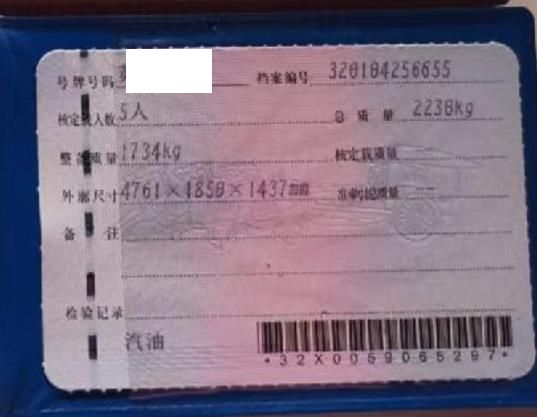 号牌号码 苏 档案编号 320104256655
核定载人数 5人 总质量 2230kg
整备质量 1734kg 核定载质量
外廓尺寸 4761×1850×1437mm 准牵引总质量
备注
检验记录
汽油
*32X0059065297*